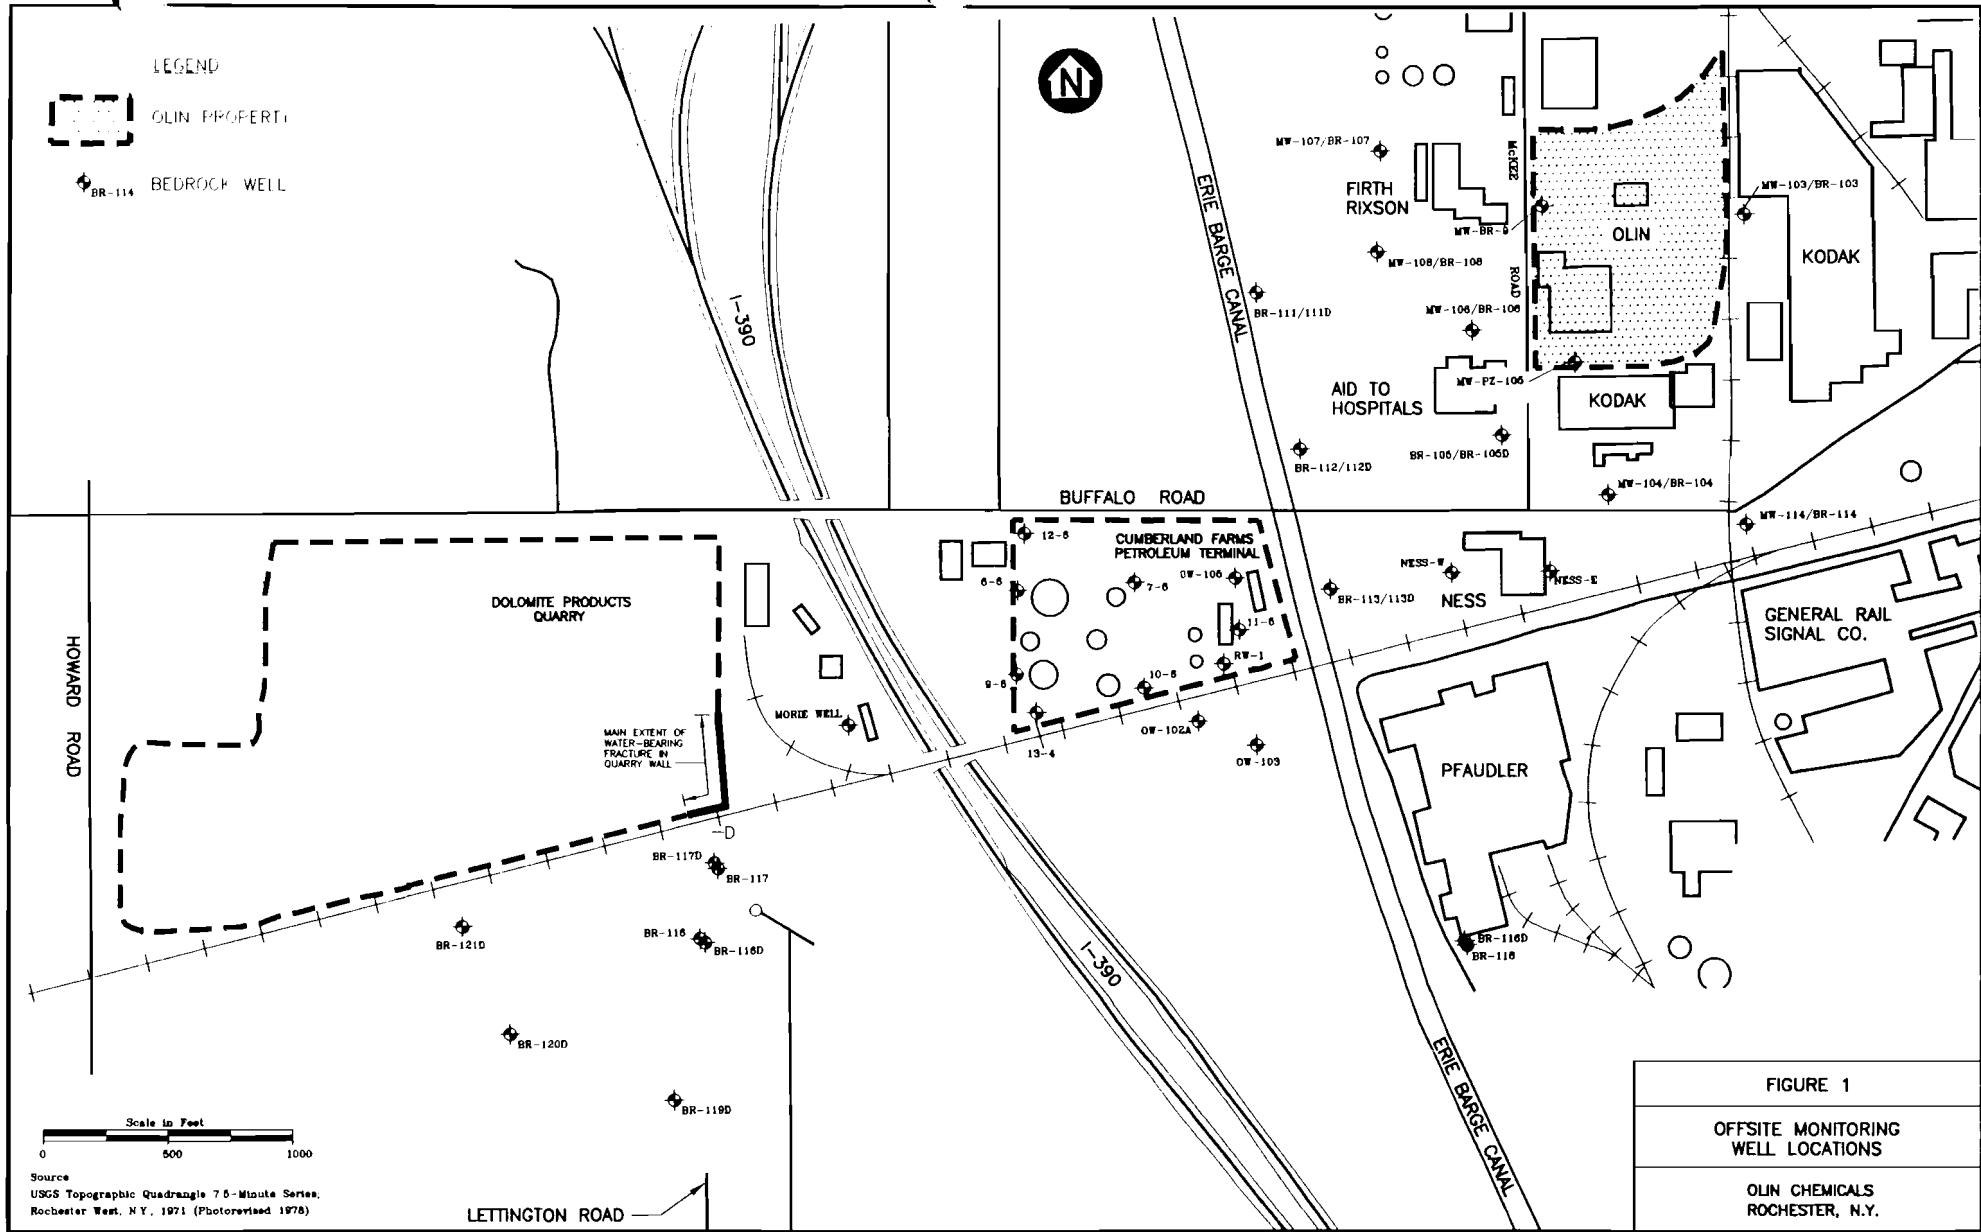 LEGEND
OLIN PROPERTY
BR-114
BEDROCK WELL
N
I-390
ERIE BARGE CANAL
MW-107/BR-107
FIRTH
RIXSON
McKEE
ROAD
MW-BR-9
MW-108/BR-108
BR-111/111D
MW-106/BR-106
AID TO
HOSPITALS
MW-PZ-105
BR-112/112D
BR-105/BR-105D
OLIN
MW-103/BR-103
KODAK
KODAK
MW-104/BR-104
MW-114/BR-114
BUFFALO ROAD
12-6
CUMBERLAND FARMS
PETROLEUM TERMINAL
6-6
7-6
OW-105
11-6
RW-1
9-6
10-6
13-4
OW-102A
OW-103
BR-113/113D
NESS-W
NESS
NESS-E
GENERAL RAIL
SIGNAL CO.
PFAUDLER
BR-116D
BR-116
HOWARD ROAD
DOLOMITE PRODUCTS
QUARRY
MAIN EXTENT OF
WATER-BEARING
FRACTURE IN
QUARRY WALL
MORIE WELL
D
BR-117D
BR-117
BR-118D
BR-121D
BR-120D
BR-119D
I-390
ERIE BARGE CANAL
Scale in Feet
0 500 1000
Source
USGS Topographic Quadrangle 7.5-Minute Series,
Rochester West, N.Y., 1971 (Photorevised 1978)
LETTINGTON ROAD
FIGURE 1
OFFSITE MONITORING
WELL LOCATIONS
OLIN CHEMICALS
ROCHESTER, N.Y.